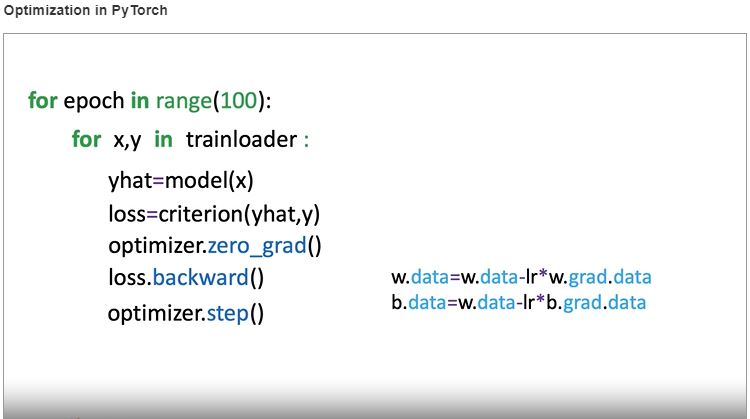 Optimization in PyTorch
for epoch in range(100):
for x,y in trainloader :
yhat=model(x)
loss=criterion(yhat,y)
optimizer.zero_grad()
loss.backward()
optimizer.step()
w.data=w.data-lr*w.grad.data
b.data=w.data-lr*b.grad.data